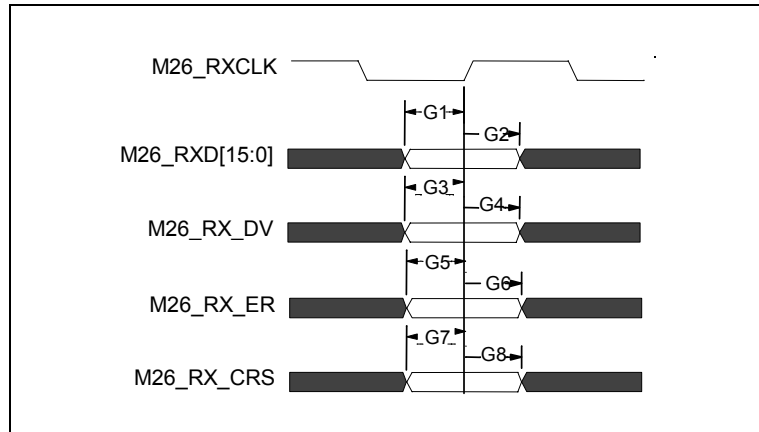 M26_RXCLK
G1
G2
M26_RXD[15:0]
G3
G4
M26_RX_DV
G5
G6
M26_RX_ER
G7
G8
M26_RX_CRS